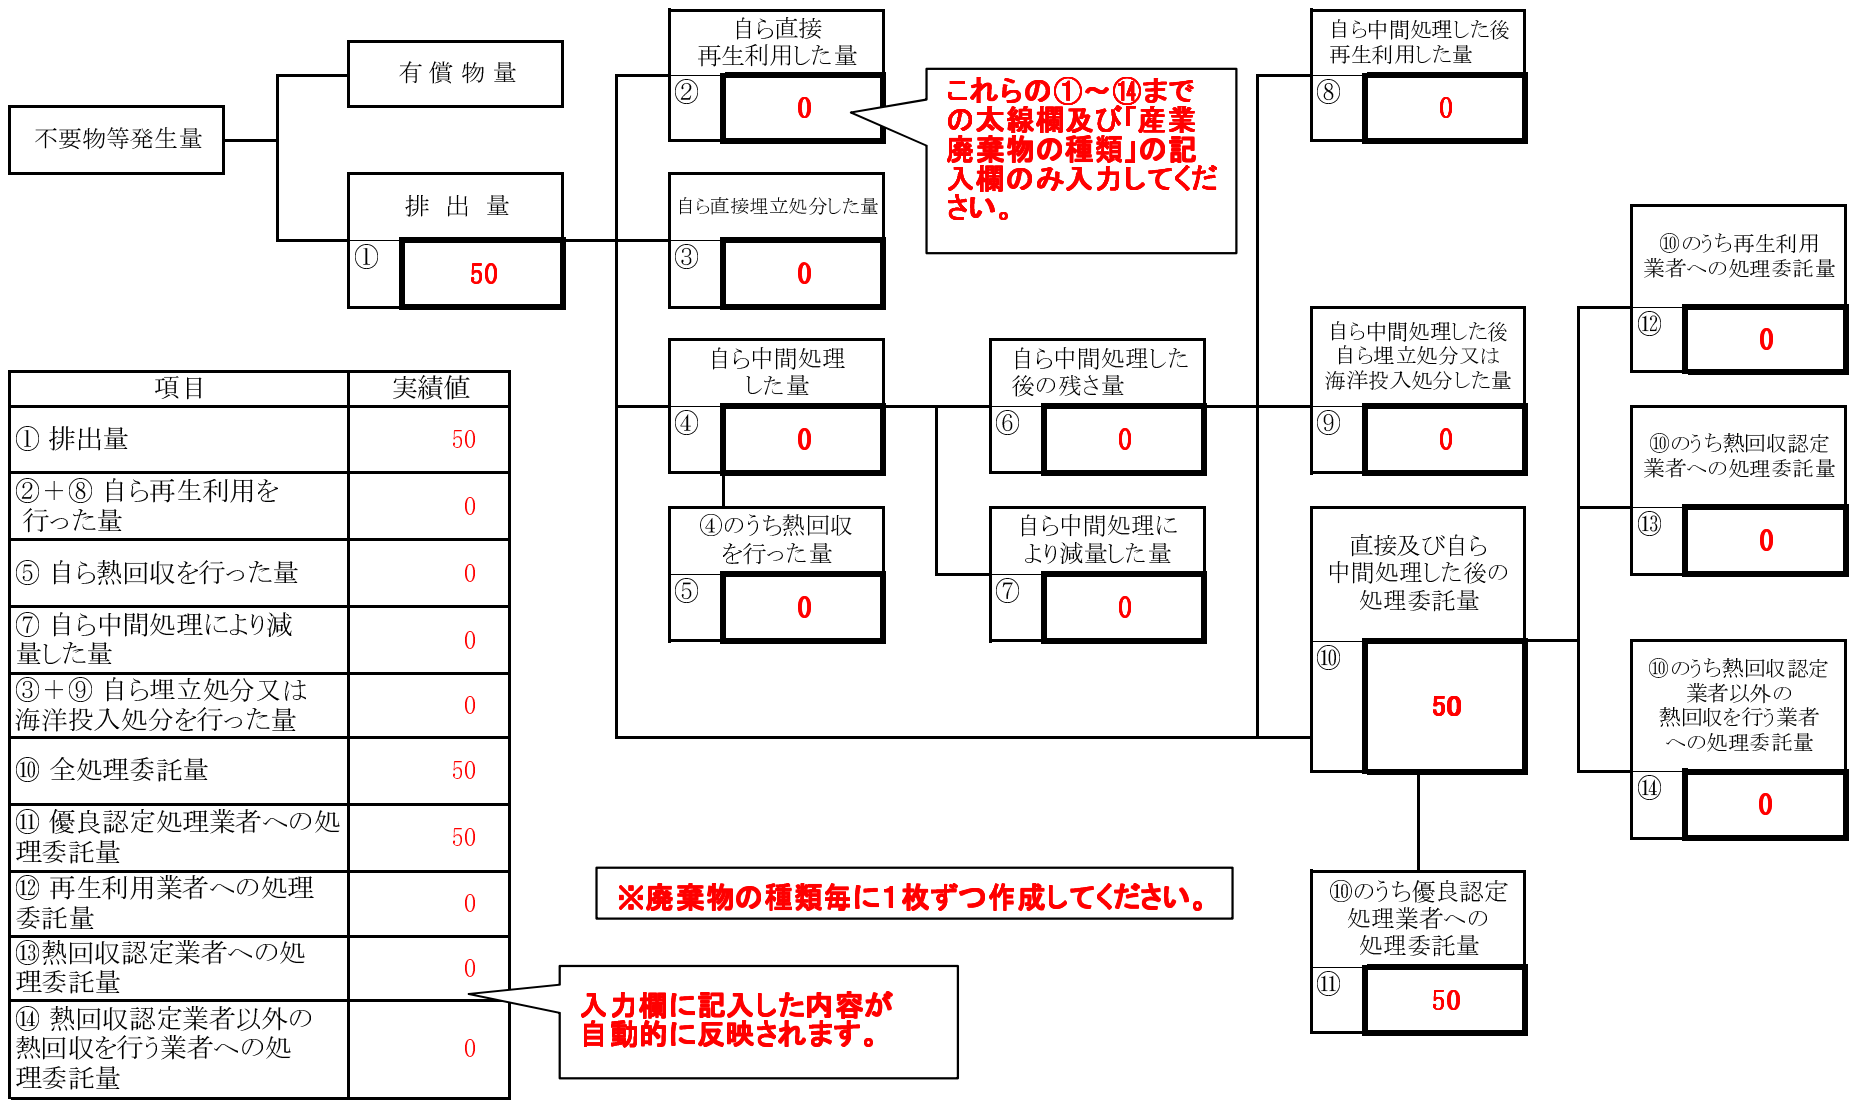 不要物等発生量
有償物量
排出量
①
50
自ら直接
再生利用した量
②
0
自ら直接埋立処分した量
③
0
自ら中間処理
した量
④
0
④のうち熱回収
を行った量
⑤
0
これらの①～⑭まで
の太線欄及び「産業
廃棄物の種類」の記
入欄のみ入力してくだ
さい。
自ら中間処理した
後の残さ量
⑥
0
自ら中間処理に
より減量した量
⑦
0
自ら中間処理した後
再生利用した量
⑧
0
自ら中間処理した後
自ら埋立処分又は
海洋投入処分した量
⑨
0
直接及び自ら
中間処理した後の
処理委託量
⑩
50
⑩のうち優良認定
処理業者への
処理委託量
⑪
50
⑩のうち再生利用
業者への処理委託量
⑫
0
⑩のうち熱回収認定
業者への処理委託量
⑬
0
⑩のうち熱回収認定
業者以外の
熱回収を行う業者
への処理委託量
⑭
0
項目 実績値
① 排出量 50
②＋⑧ 自ら再生利用を
行った量 0
⑤ 自ら熱回収を行った量 0
⑦ 自ら中間処理により減
量した量 0
③＋⑨ 自ら埋立処分又は
海洋投入処分を行った量 0
⑩ 全処理委託量 50
⑪ 優良認定処理業者への処
理委託量 50
⑫ 再生利用業者への処理
委託量 0
⑬熱回収認定業者への処
理委託量 0
⑭ 熱回収認定業者以外の
熱回収を行う業者への処
理委託量 0
※廃棄物の種類毎に１枚ずつ作成してください。
入力欄に記入した内容が
自動的に反映されます。